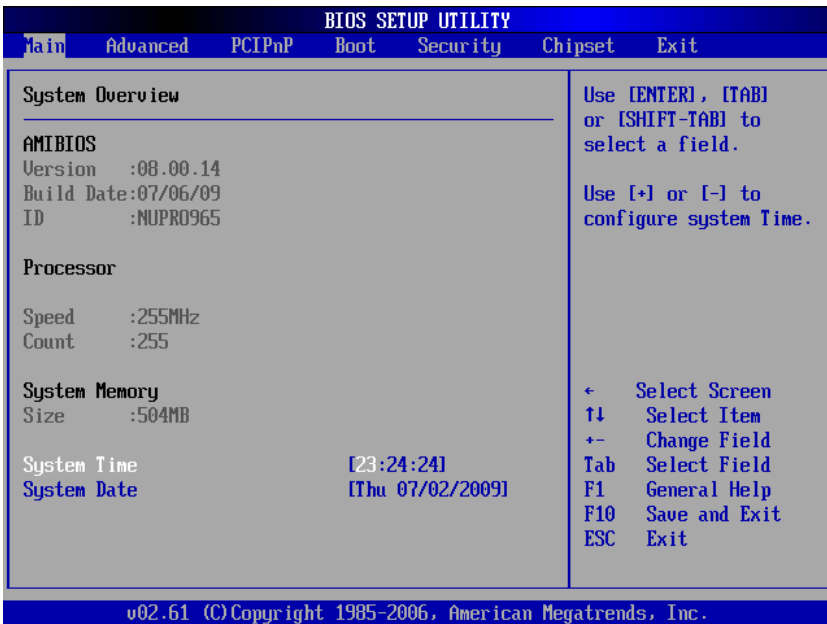 BIOS SETUP UTILITY
Main Advanced PCIPnP Boot Security Chipset Exit
System Overview
AMIBIOS
Version :08.00.14
Build Date:07/06/09
ID :NUPRO965
Processor
Speed :255MHz
Count :255
System Memory
Size :504MB
System Time [23:24:24]
System Date [Thu 07/02/2009]
Use [ENTER], [TAB]
or [SHIFT-TAB] to
select a field.
Use [+] or [-] to
configure system Time.
← Select Screen
↑↓ Select Item
+- Change Field
Tab Select Field
F1 General Help
F10 Save and Exit
ESC Exit
v02.61 (C)Copyright 1985-2006, American Megatrends, Inc.